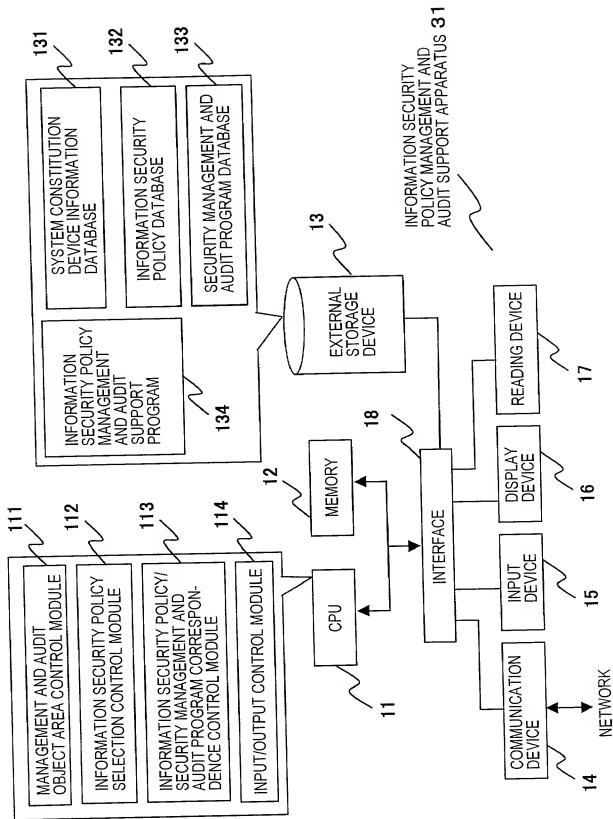 111
MANAGEMENT AND AUDIT
OBJECT AREA CONTROL MODULE
112
INFORMATION SECURITY POLICY
SELECTION CONTROL MODULE
113
INFORMATION SECURITY POLICY/
SECURITY MANAGEMENT AND
AUDIT PROGRAM CORRESPON-
DENCE CONTROL MODULE
114
INPUT/OUTPUT CONTROL MODULE
INFORMATION
SECURITY POLICY
MANAGEMENT
AND AUDIT
SUPPORT
PROGRAM
134
SYSTEM CONSTITUTION
DEVICE INFORMATION
DATABASE
131
INFORMATION SECURITY
POLICY DATABASE
132
SECURITY MANAGEMENT AND
AUDIT PROGRAM DATABASE
133
CPU
11
MEMORY
12
EXTERNAL
STORAGE
DEVICE
13
INTERFACE
18
COMMUNICATION
DEVICE
14
INPUT
DEVICE
15
DISPLAY
DEVICE
16
READING DEVICE
17
NETWORK
INFORMATION SECURITY
POLICY MANAGEMENT AND
AUDIT SUPPORT APPARATUS 31